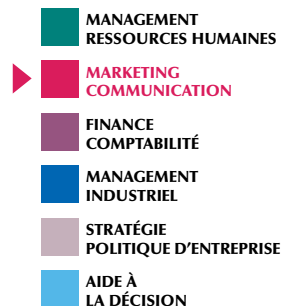 MANAGEMENT
RESSOURCES HUMAINES
MARKETING
COMMUNICATION
FINANCE
COMPTABILITÉ
MANAGEMENT
INDUSTRIEL
STRATÉGIE
POLITIQUE D’ENTREPRISE
AIDE À
LA DÉCISION